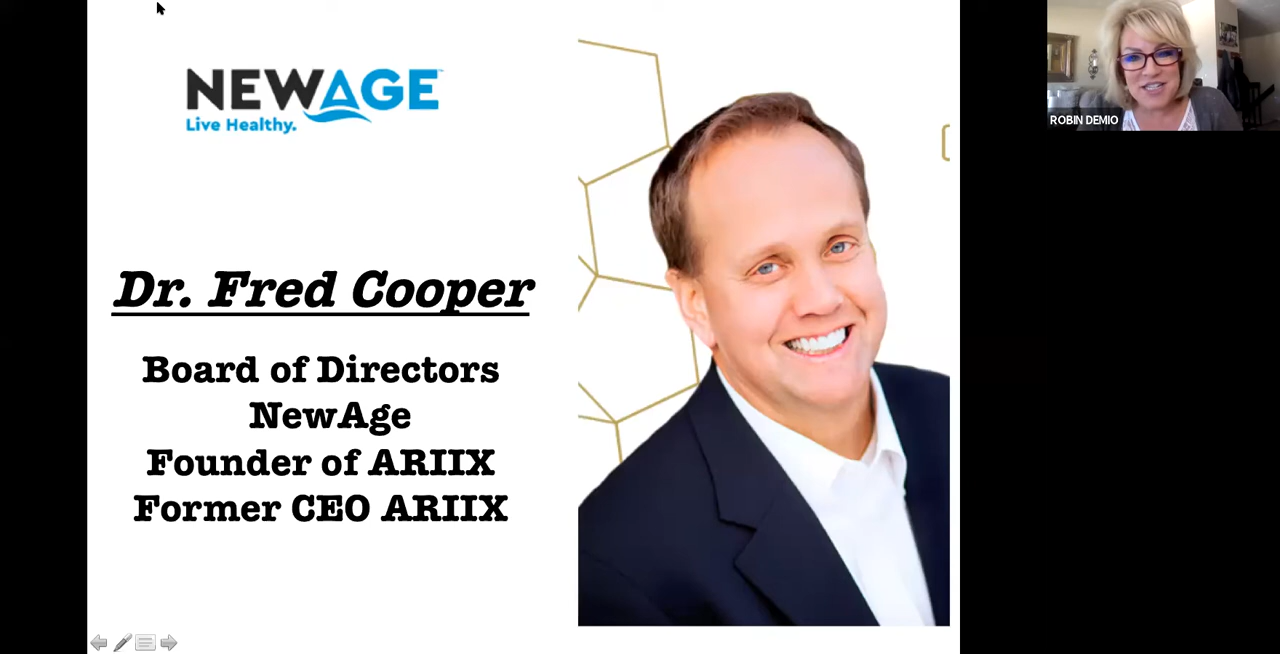 NEWAGE
Live Healthy.
Dr. Fred Cooper
Board of Directors
NewAge
Founder of ARIIX
Former CEO ARIIX
ROBIN DEMIO